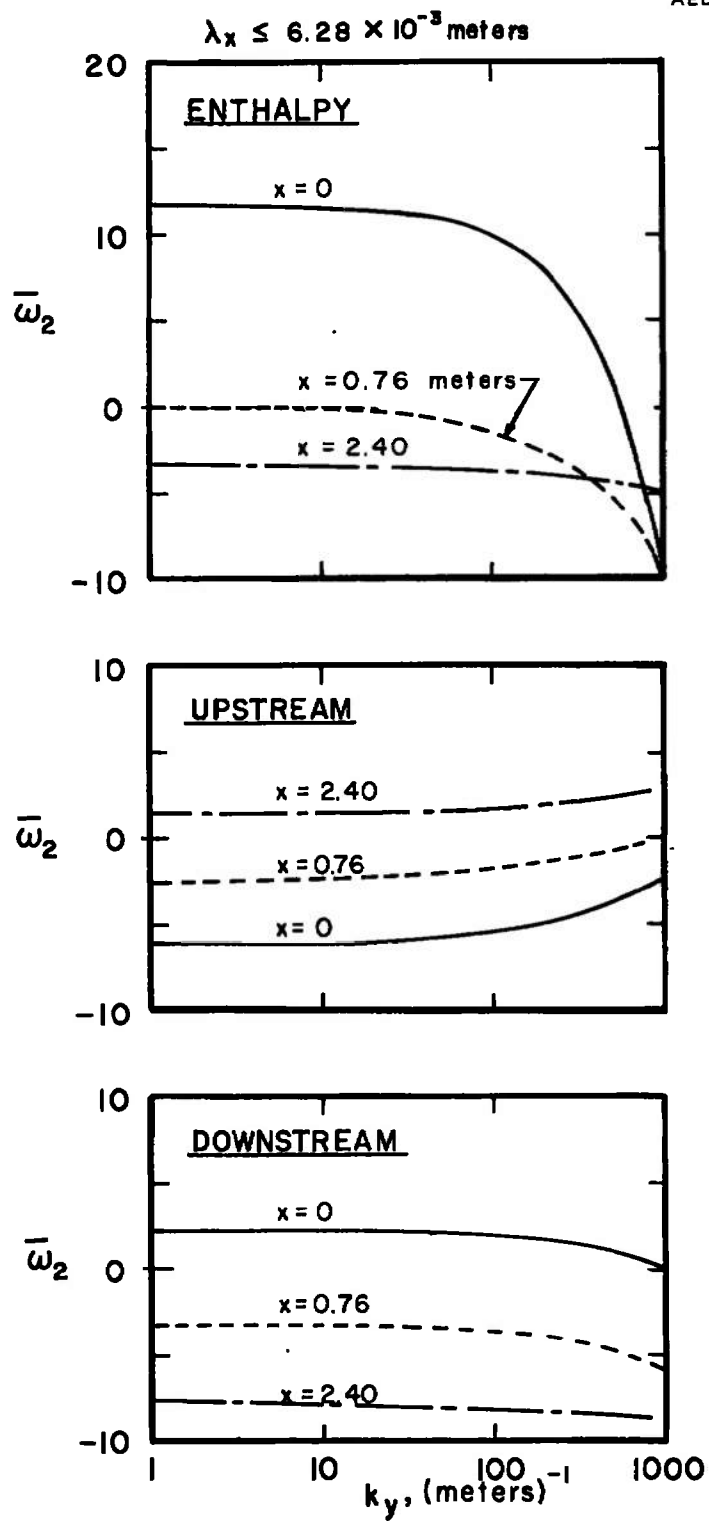 AED
λx ≤ 6.28 × 10⁻³ meters
20
ENTHALPY
x = 0
10
ω̄2
x = 0.76 meters
0
x = 2.40
-10
10
UPSTREAM
x = 2.40
ω̄2
0
x = 0.76
x = 0
-10
10
DOWNSTREAM
x = 0
ω̄2
0
x = 0.76
x = 2.40
-10
1 10 100 1000
ky, (meters)⁻¹